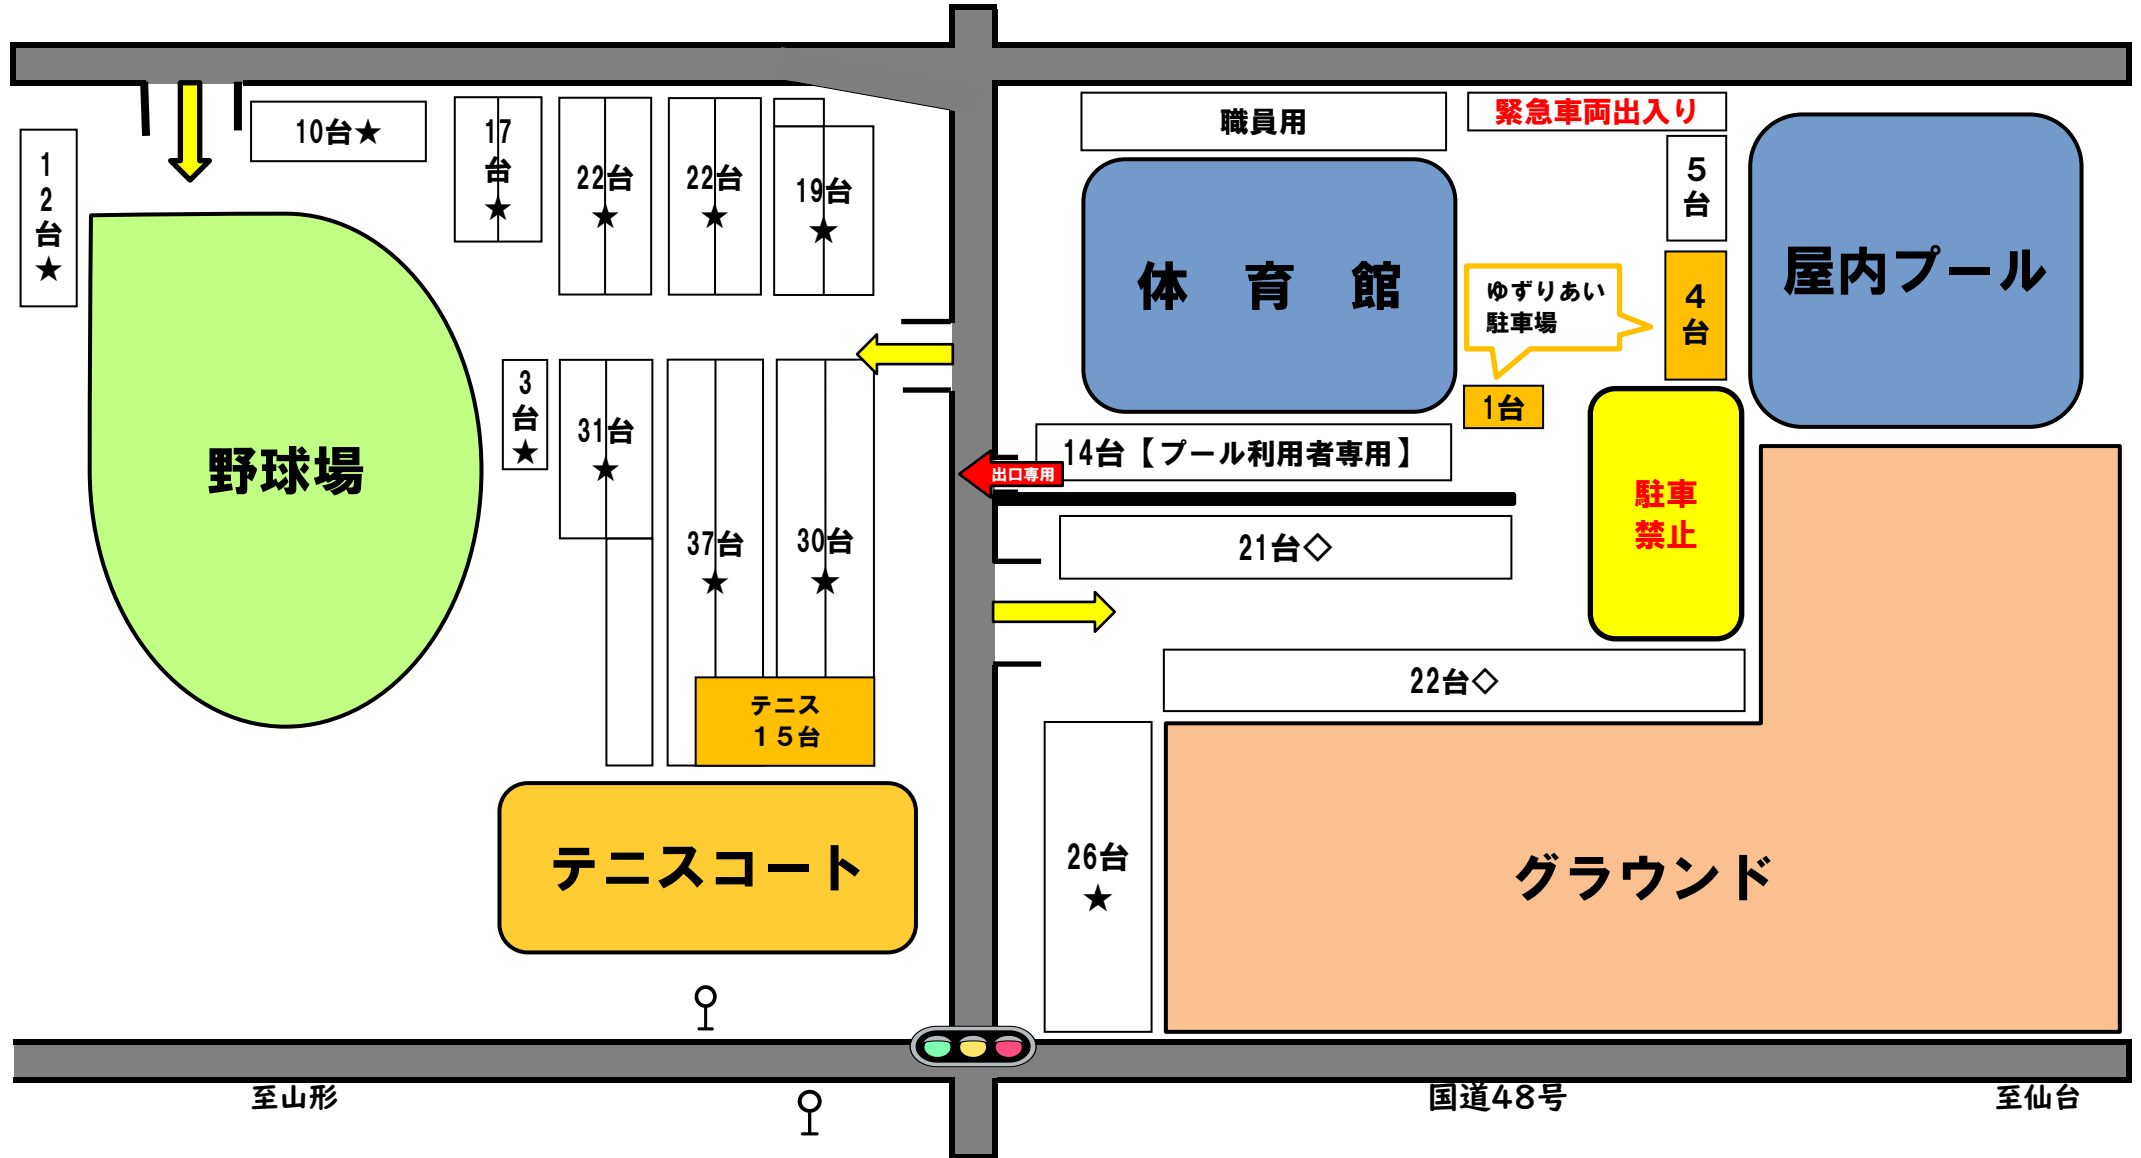 10台★
1
2
台
★
17
台
★
22台
★
22台
★
19台
★
野球場
3
台
★
31台
★
37台
★
30台
★
テニス
１５台
テニスコート
職員用
緊急車両出入り
5
台
体　育　館
屋内プール
ゆずりあい
駐車場
4
台
1台
14台【プール利用者専用】
出口専用
駐車
禁止
21台◇
22台◇
26台
★
グラウンド
至山形
国道48号
至仙台